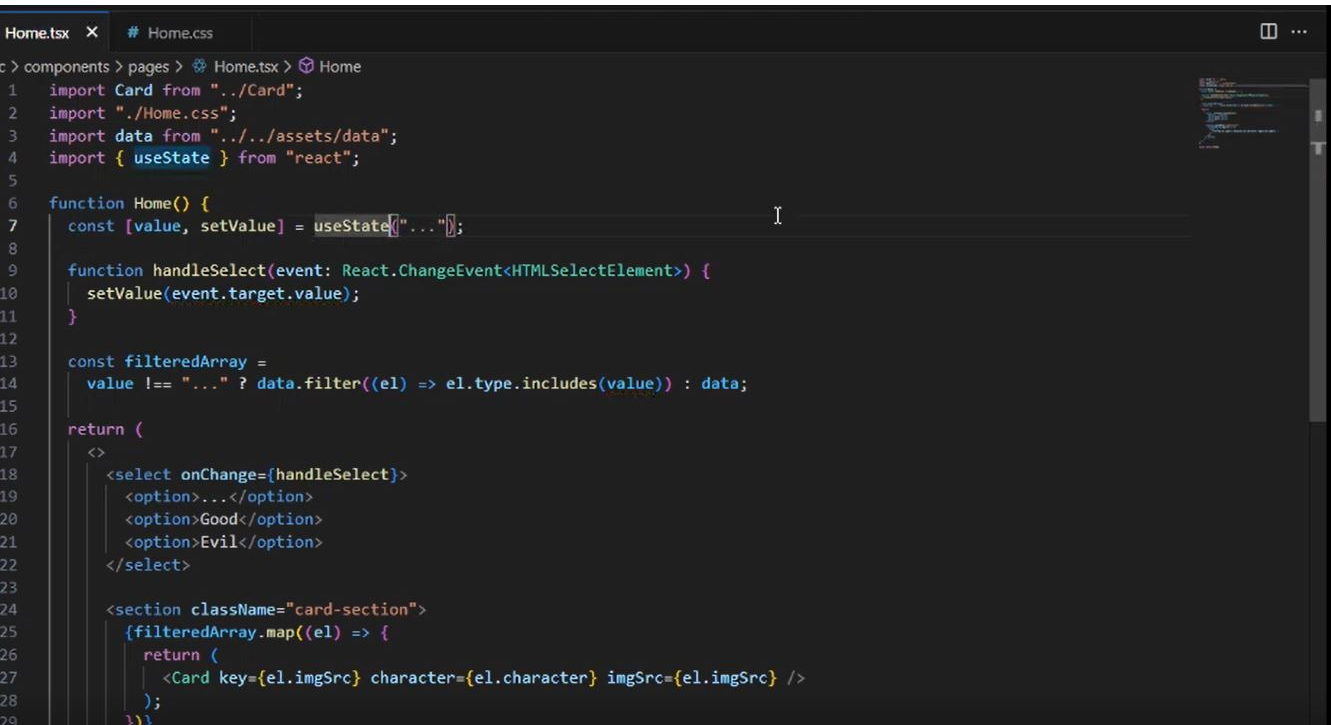 Home.tsx × # Home.css
c > components > pages > Home.tsx > Home
1 import Card from "../Card";
2 import "./Home.css";
3 import data from "../../assets/data";
4 import { useState } from "react";
5
6 function Home() {
7 const [value, setValue] = useState("...");
8
9 function handleSelect(event: React.ChangeEvent<HTMLSelectElement>) {
10 setValue(event.target.value);
11 }
12
13 const filteredArray =
14 value !== "..." ? data.filter((el) => el.type.includes(value)) : data;
15
16 return (
17 <>
18 <select onChange={handleSelect}>
19 <option>...</option>
20 <option>Good</option>
21 <option>Evil</option>
22 </select>
23
24 <section className="card-section">
25 {filteredArray.map((el) => {
26 return (
27 <Card key={el.imgSrc} character={el.character} imgSrc={el.imgSrc} />
28 );
29 })}